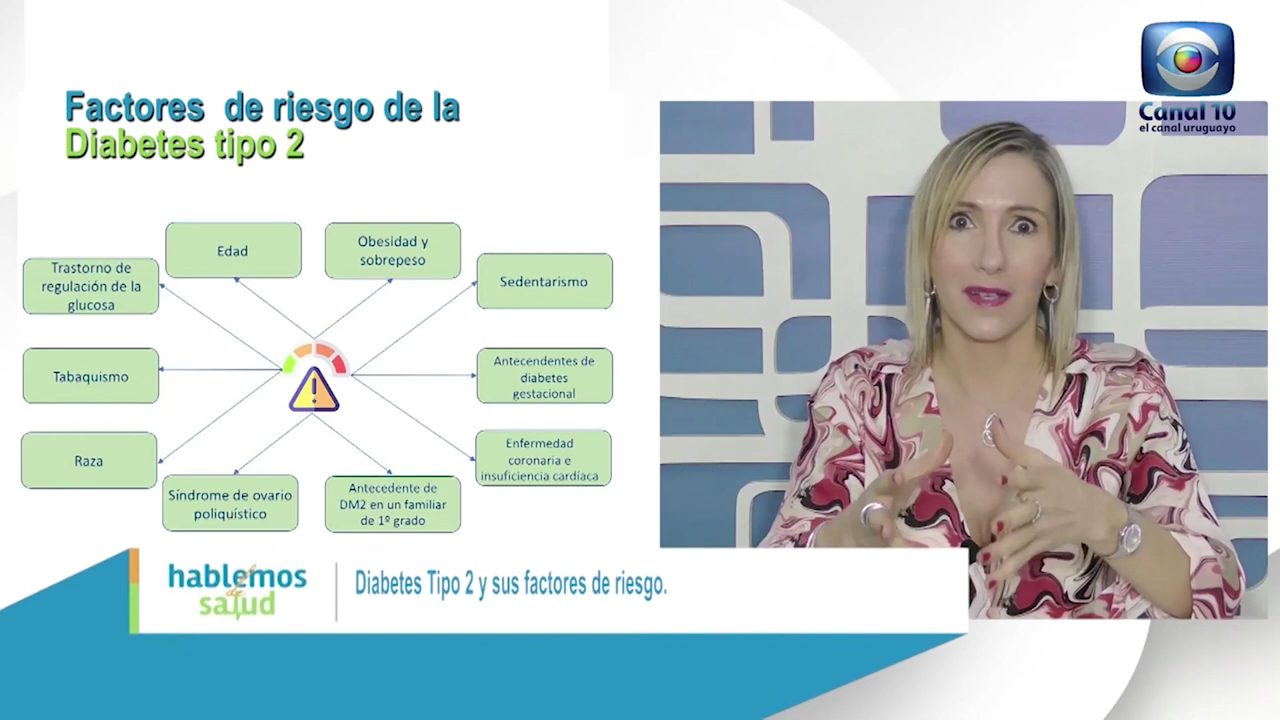 Canal 10
el canal uruguayo
Factores de riesgo de la
Diabetes tipo 2
Edad
Obesidad y
sobrepeso
Trastorno de
regulación de la
glucosa
Sedentarismo
Tabaquismo
Antecendentes de
diabetes
gestacional
Raza
Enfermedad
coronaria e
insuficiencia cardíaca
Síndrome de ovario
poliquístico
Antecedente de
DM2 en un familiar
de 1º grado
hablemos
de
salud
Diabetes Tipo 2 y sus factores de riesgo.